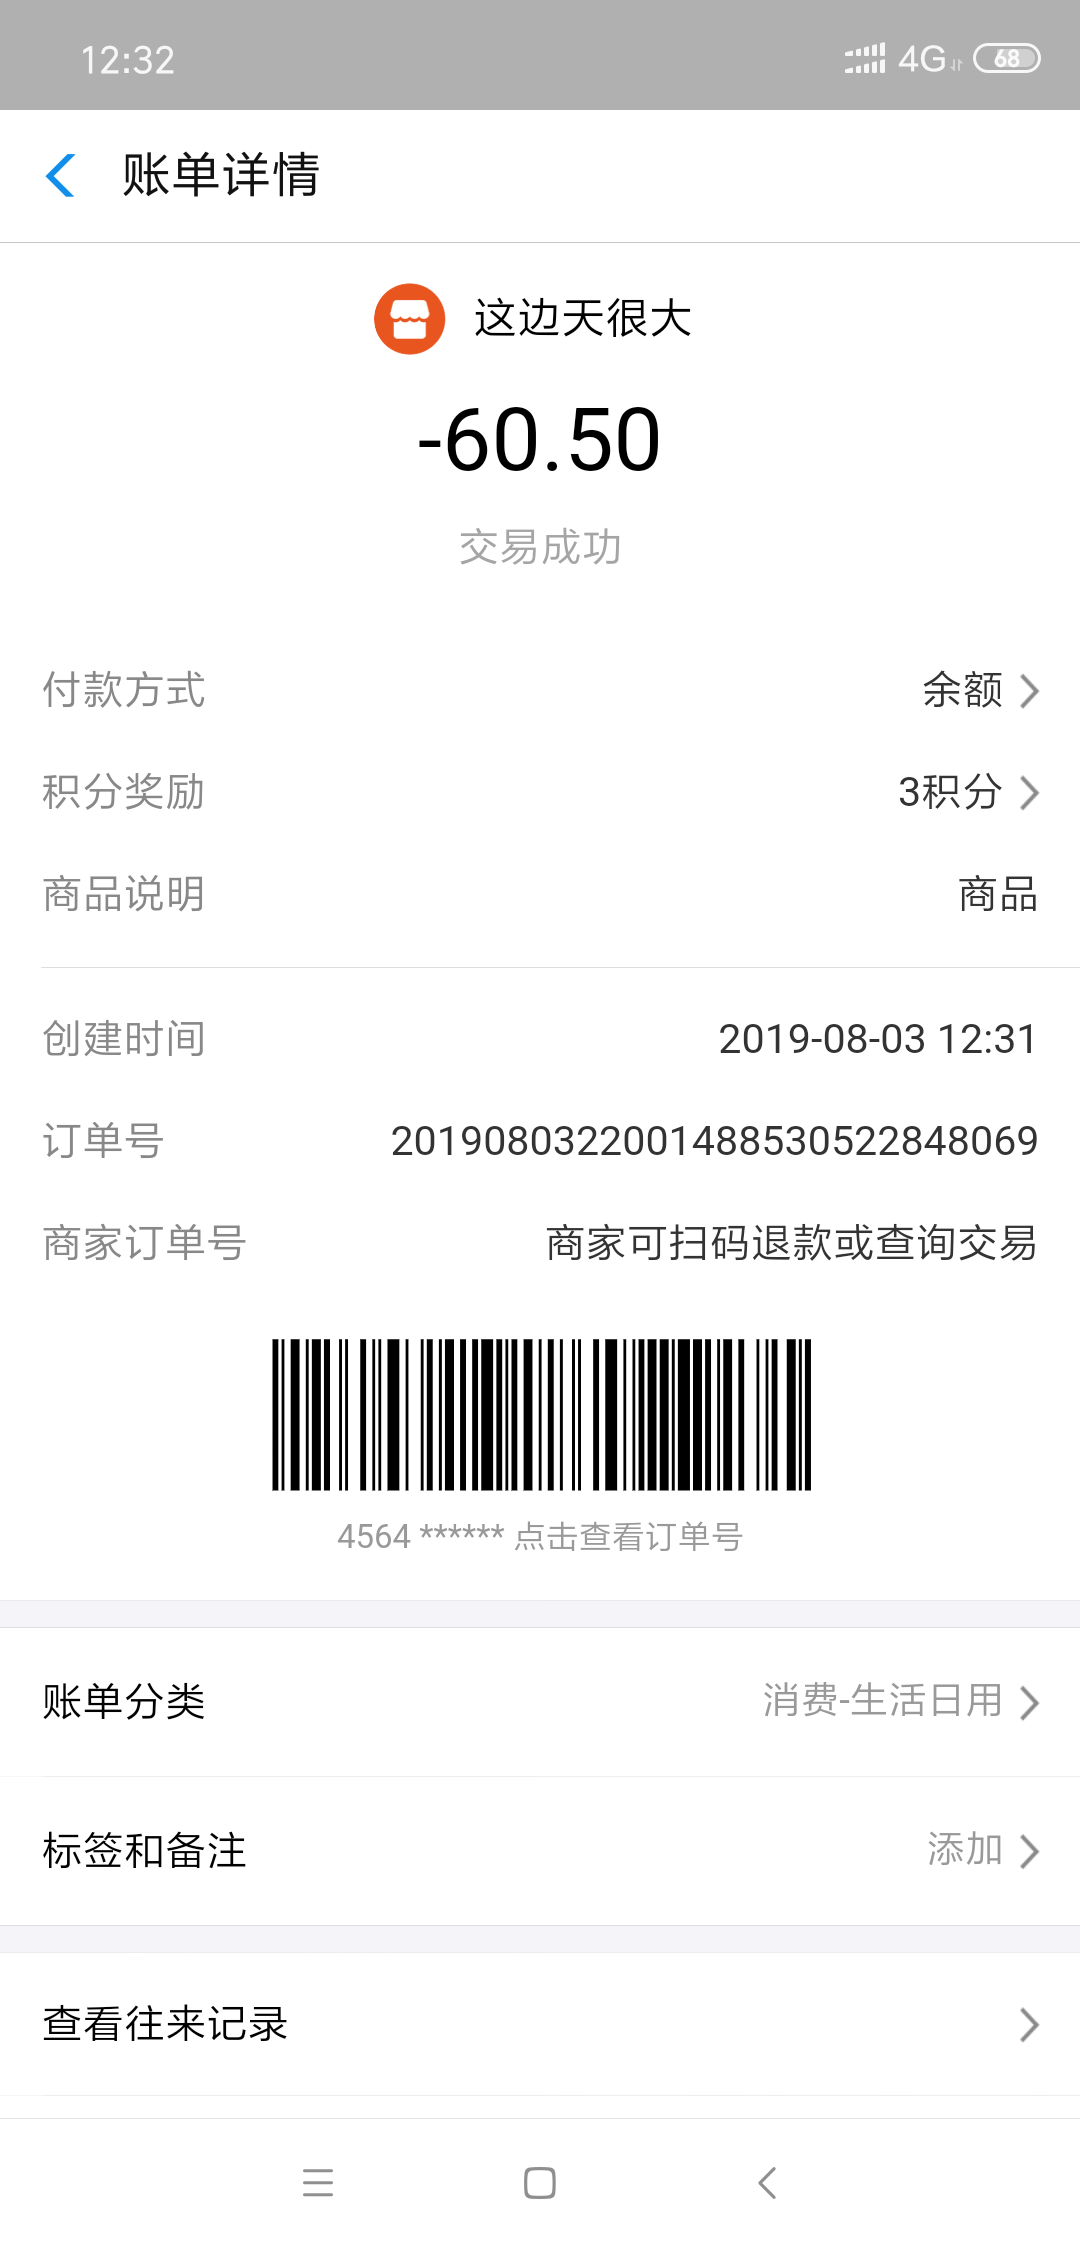 12:32 4G 68
账单详情
这边天很大
-60.50
交易成功
付款方式 余额
积分奖励 3积分
商品说明 商品
创建时间 2019-08-03 12:31
订单号 2019080322001488530522848069
商家订单号 商家可扫码退款或查询交易
4564 ****** 点击查看订单号
账单分类 消费-生活日用
标签和备注 添加
查看往来记录